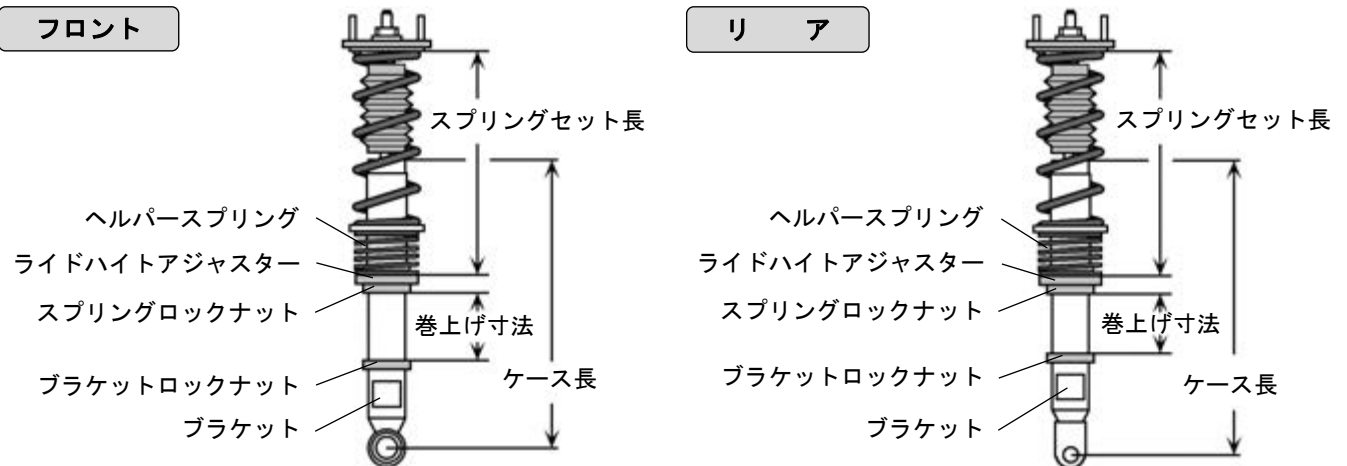 フロント
スプリングセット長
ヘルパースプリング
ライドハイトアジャスター
スプリングロックナット
巻上げ寸法
ブラケットロックナット
ケース長
ブラケット
リ ア
スプリングセット長
ヘルパースプリング
ライドハイトアジャスター
スプリングロックナット
巻上げ寸法
ブラケットロックナット
ケース長
ブラケット